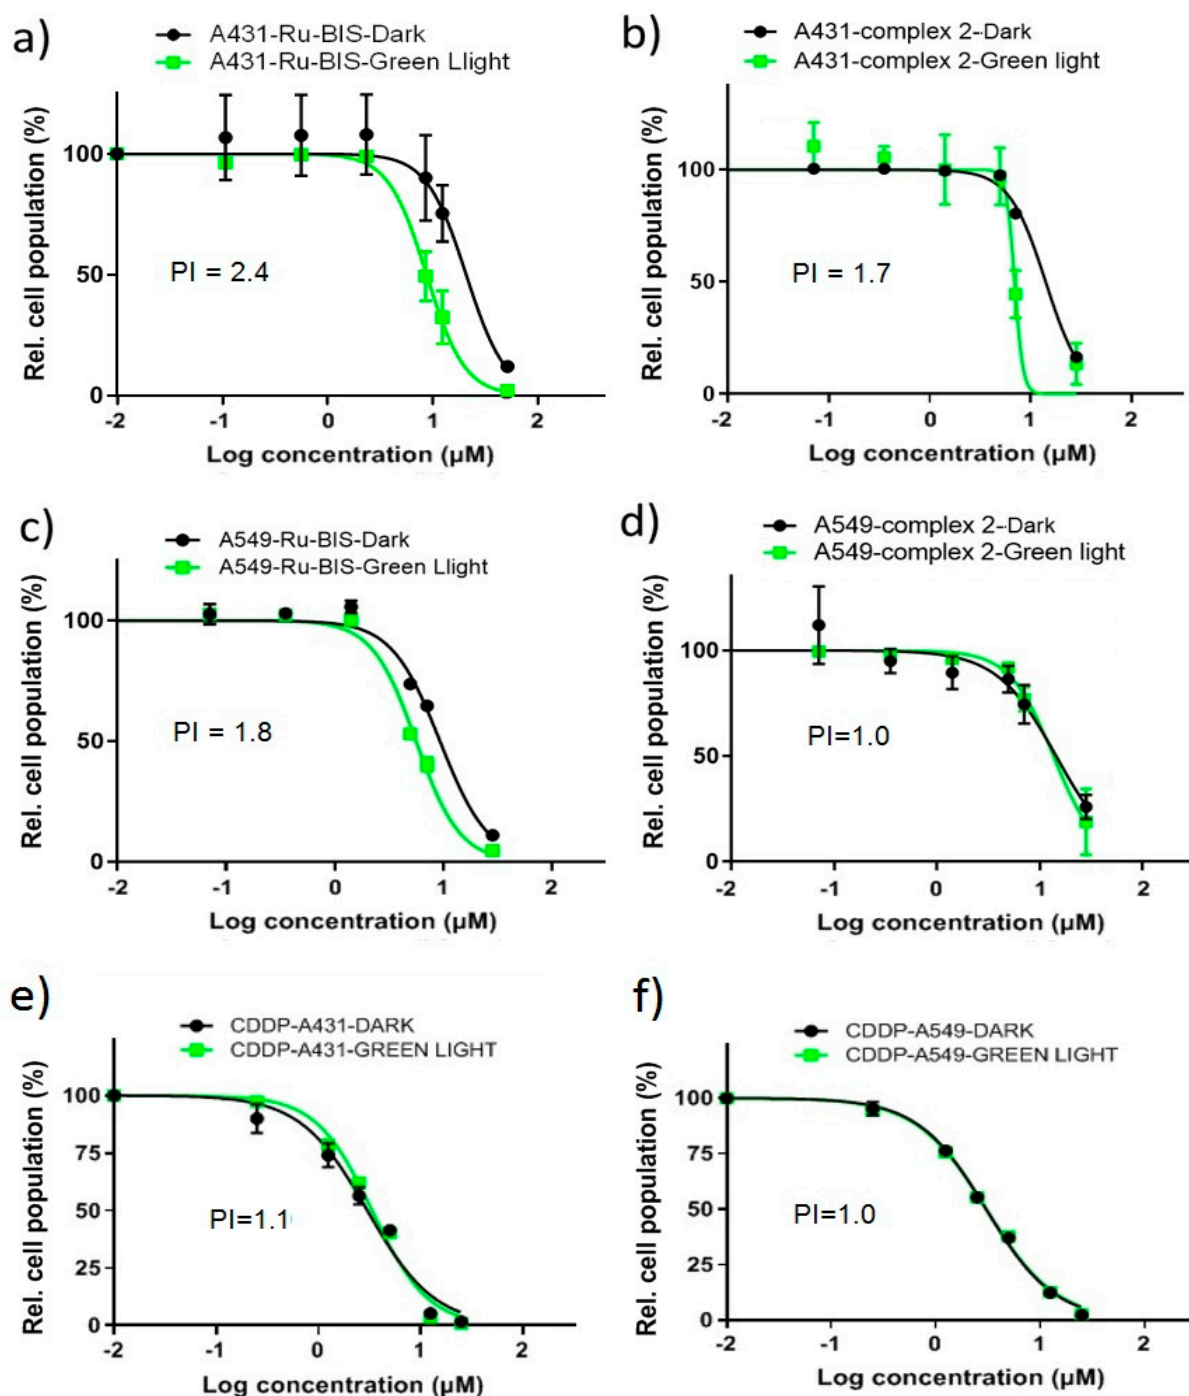 a)
A431-Ru-BIS-Dark
A431-Ru-BIS-Green Llight
Rel. cell population (%)
100
50
0
PI = 2.4
-2 -1 0 1 2
Log concentration (µM)
b)
A431-complex 2-Dark
A431-complex 2-Green light
Rel. cell population (%)
100
50
0
PI = 1.7
-2 -1 0 1 2
Log concentration (µM)
c)
A549-Ru-BIS-Dark
A549-Ru-BIS-Green Llight
Rel. cell population (%)
100
50
0
PI = 1.8
-2 -1 0 1 2
Log concentration (µM)
d)
A549-complex 2-Dark
A549-complex 2-Green light
Rel. cell population (%)
100
50
0
PI=1.0
-2 -1 0 1 2
Log concentration (µM)
e)
CDDP-A431-DARK
CDDP-A431-GREEN LIGHT
Rel. cell population (%)
100
75
50
25
0
PI=1.1
-2 -1 0 1 2
Log concentration (µM)
f)
CDDP-A549-DARK
CDDP-A549-GREEN LIGHT
Rel. cell population (%)
100
75
50
25
0
PI=1.0
-2 -1 0 1 2
Log concentration (µM)